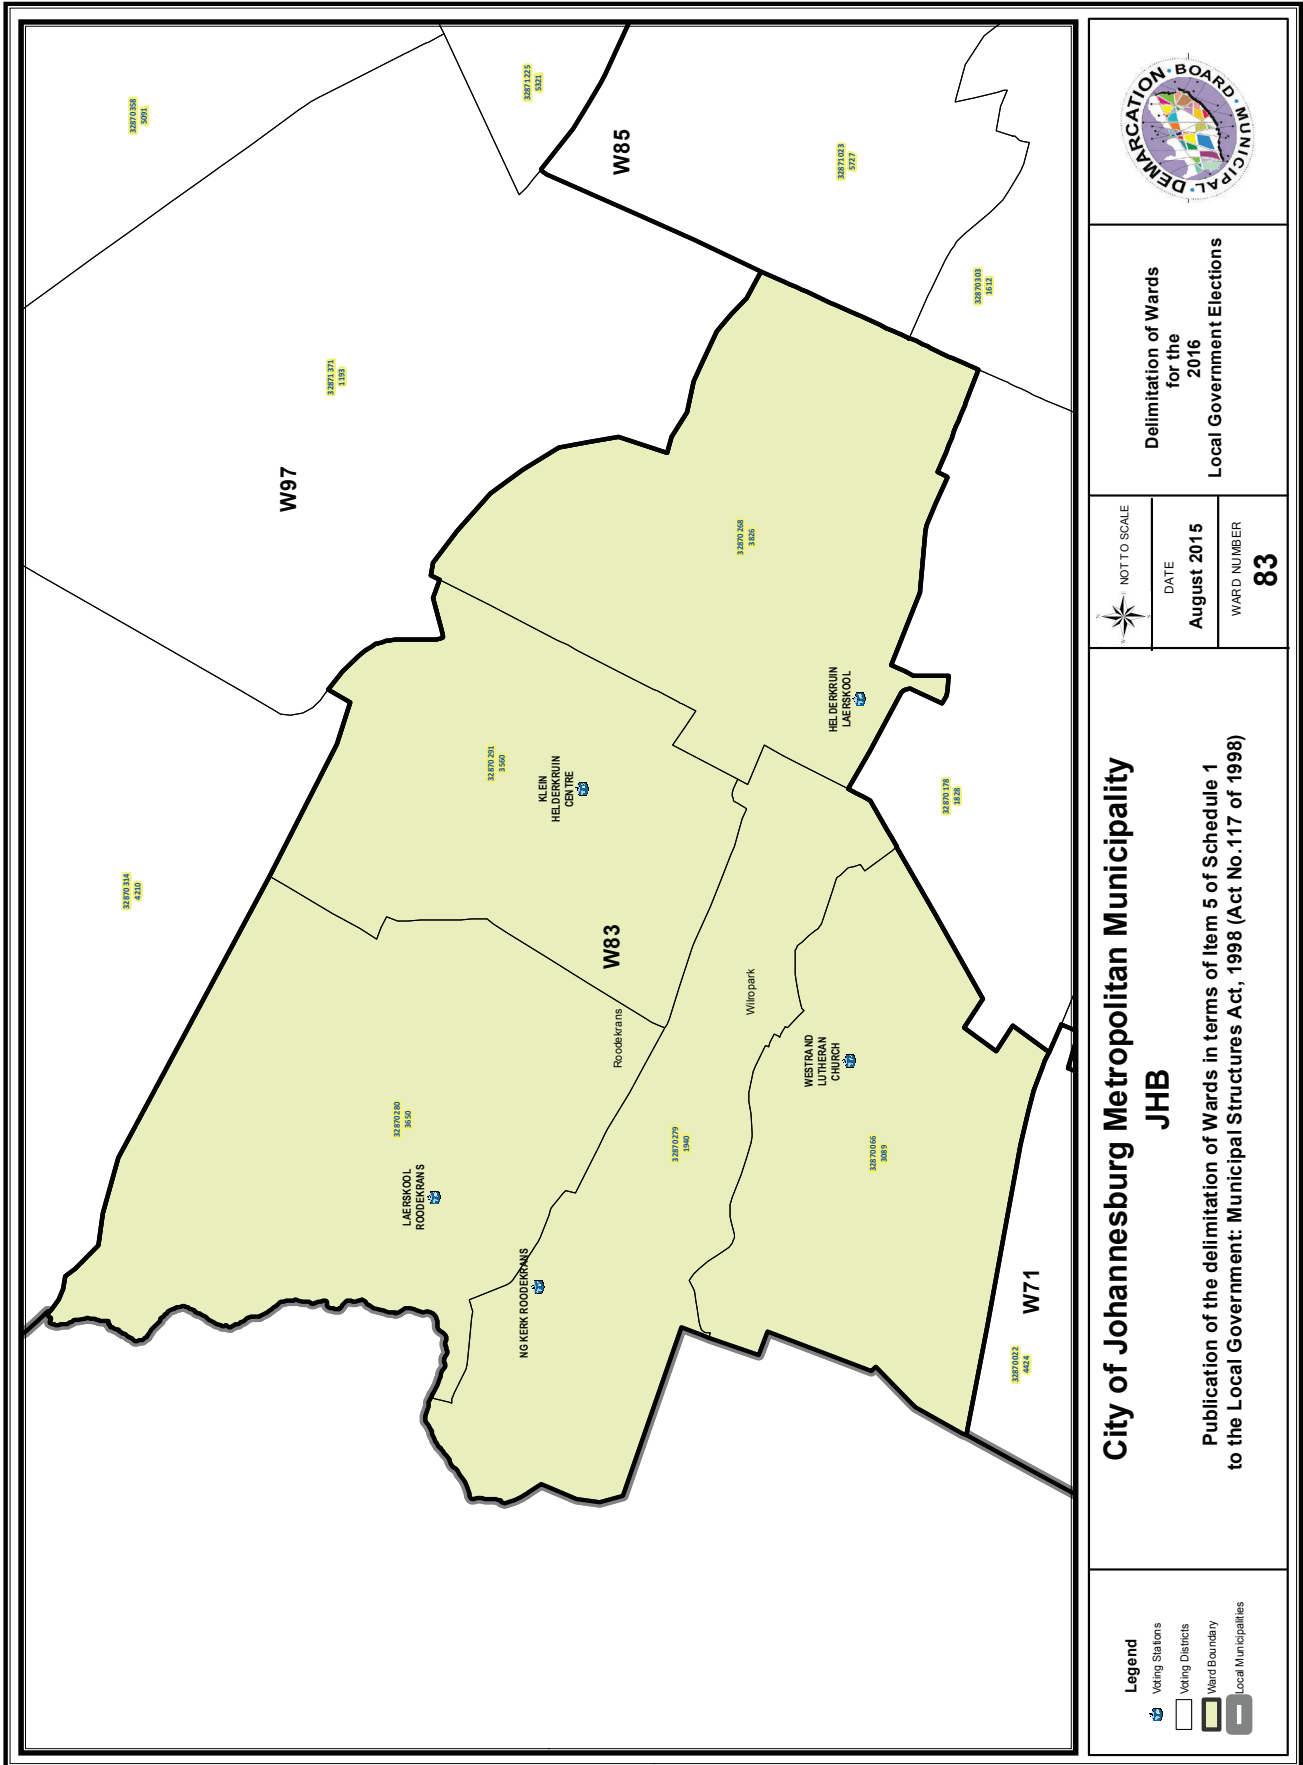 32870358
5091
32871225
5321
W85
32871023
5727
32870303
1612
32871371
1193
W97
32870268
3826
HELDERKRUIN
LAERSKOOL
32870291
3560
KLEIN
HELDERKRUIN
CENTRE
32870178
1828
32870314
4210
W83
Wilropark
Roodekrans
WESTRAND
LUTHERAN
CHURCH
32870280
3650
LAERSKOOL
ROODEKRANS
32870279
1940
32870066
3089
NG KERK ROODEKRANS
W71
32870022
4424
Legend
Voting Stations
Voting Districts
Ward Boundary
Local Municipalities
City of Johannesburg Metropolitan Municipality
JHB
Publication of the delimitation of Wards in terms of Item 5 of Schedule 1
to the Local Government: Municipal Structures Act, 1998 (Act No.117 of 1998)
NOT TO SCALE
DATE
August 2015
WARD NUMBER
83
Delimitation of Wards
for the
2016
Local Government Elections
MUNICIPAL · DEMARCATION · BOARD ·